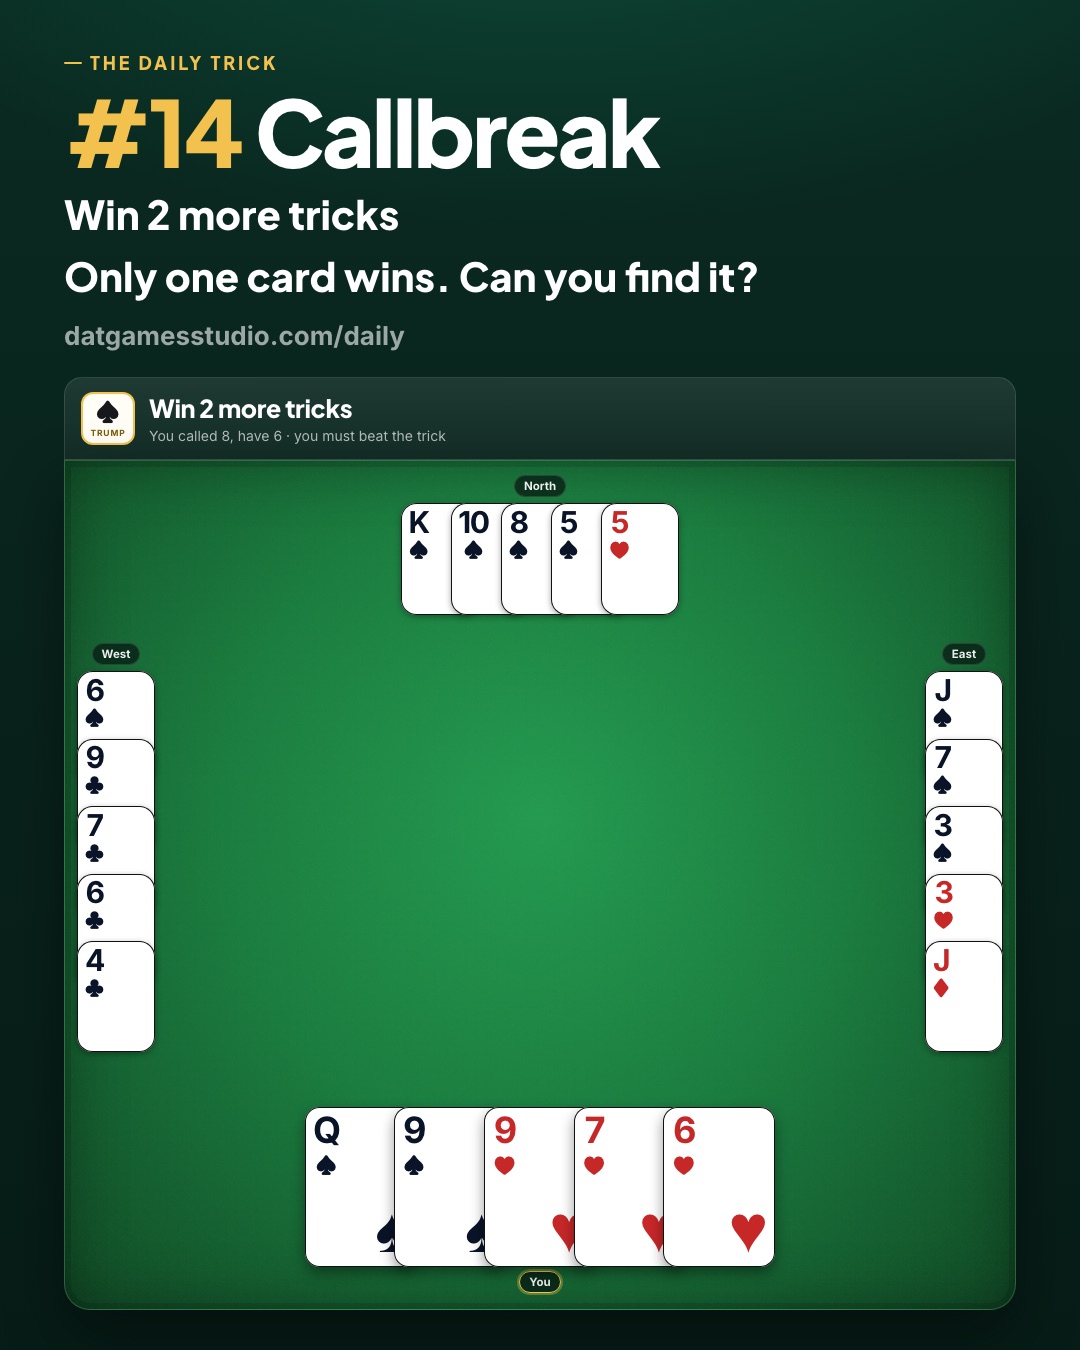 — THE DAILY TRICK
#14 Callbreak
Win 2 more tricks
Only one card wins. Can you find it?
datgamesstudio.com/daily
TRUMP
Win 2 more tricks
You called 8, have 6 · you must beat the trick
North
K 10 8 5 5
West
East
6
9
7
6
4
J
7
3
3
J
Q 9 9 7 6
You